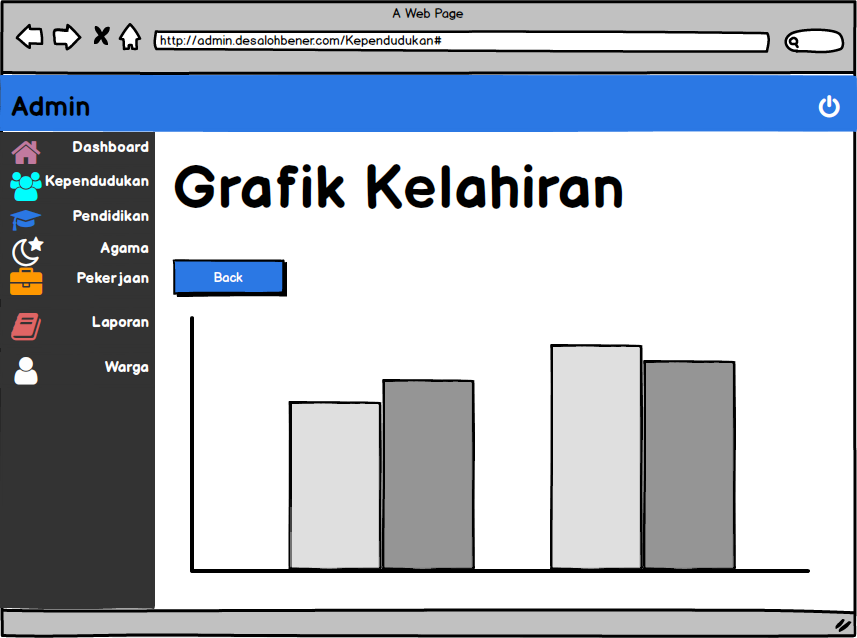 A Web Page
http://admin.desalohbener.com/Kependudukan#
Admin
Dashboard
Kependudukan
Pendidikan
Agama
Pekerjaan
Laporan
Warga
Grafik Kelahiran
Back